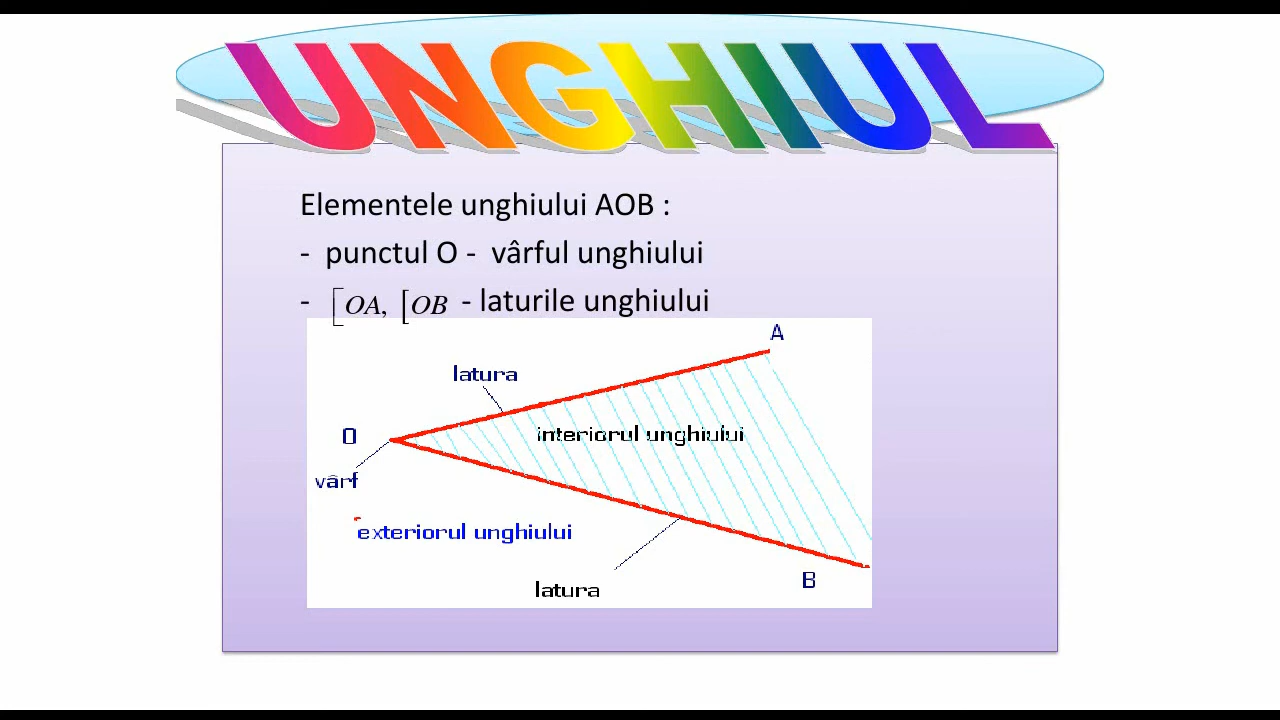 UNGHIUL
Elementele unghiului AOB :
- punctul O - vârful unghiului
- [OA, [OB - laturile unghiului
A
latura
O
interiorul unghiului
vârf
exteriorul unghiului
B
latura